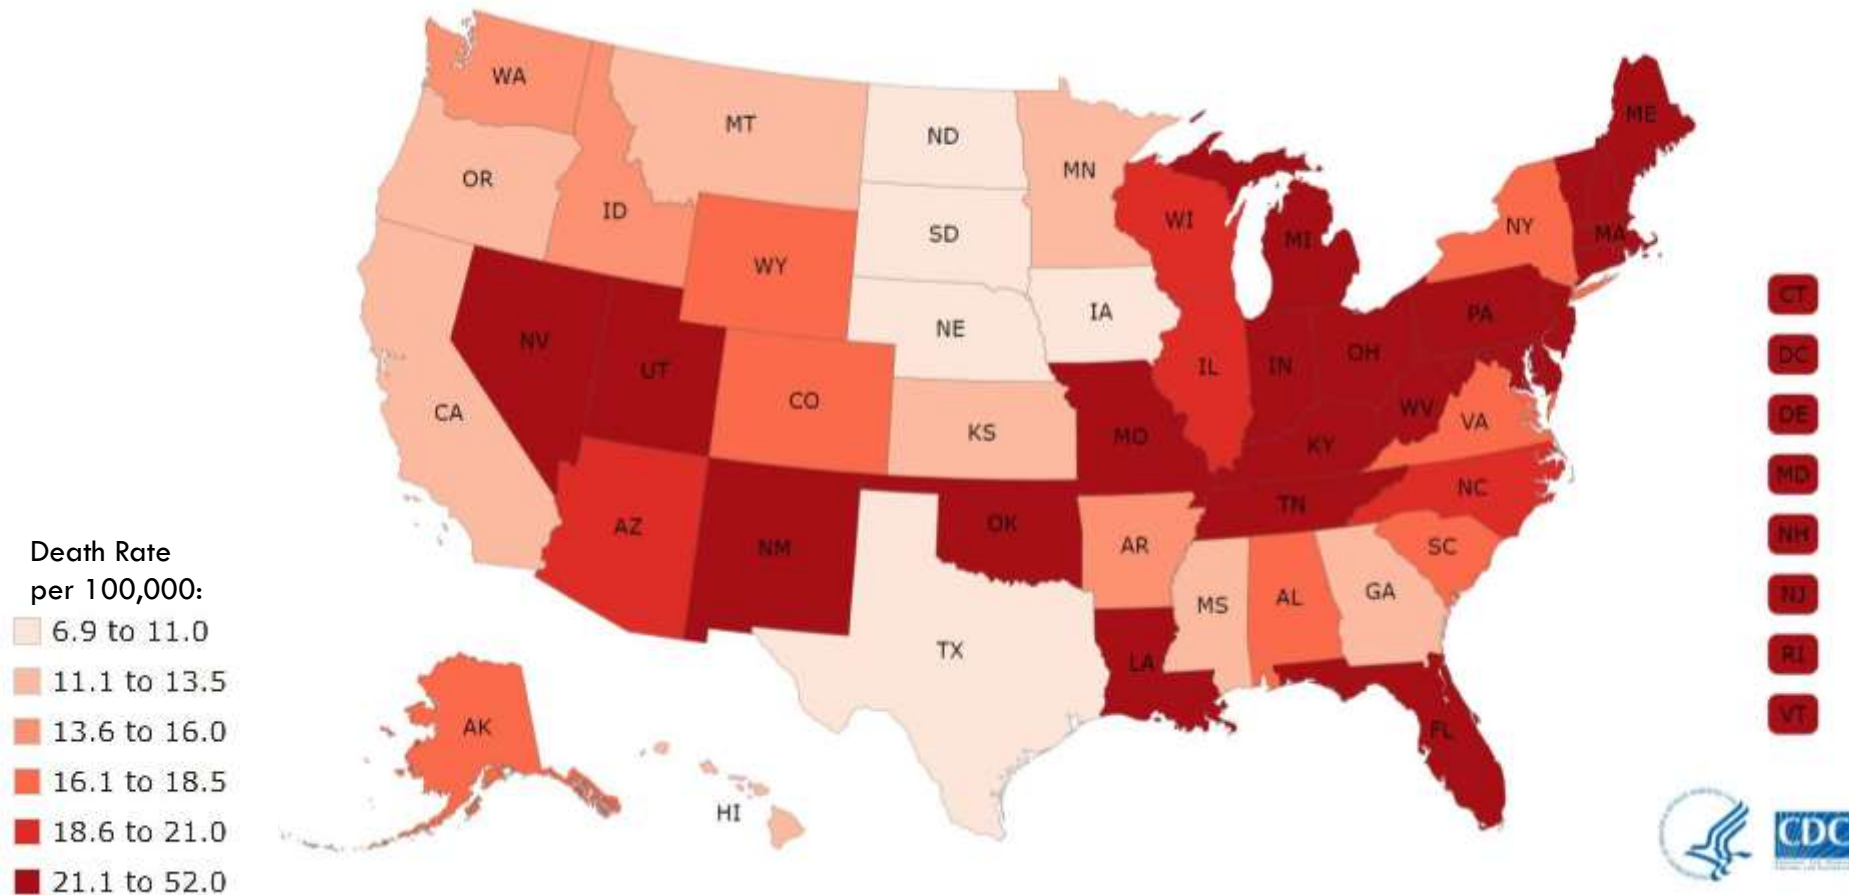 WA
MT
ND
MN
ME
OR
ID
SD
WI
MI
NY
MA
WY
NE
IA
PA
CT
NV
UT
CO
IL
IN
OH
DC
CA
KS
MO
WV
KY
VA
DE
AZ
NM
OK
AR
TN
NC
MD
SC
NH
MS
AL
GA
NJ
TX
LA
RI
FL
VT
AK
HI
Death Rate
per 100,000:
6.9 to 11.0
11.1 to 13.5
13.6 to 16.0
16.1 to 18.5
18.6 to 21.0
21.1 to 52.0
CDC